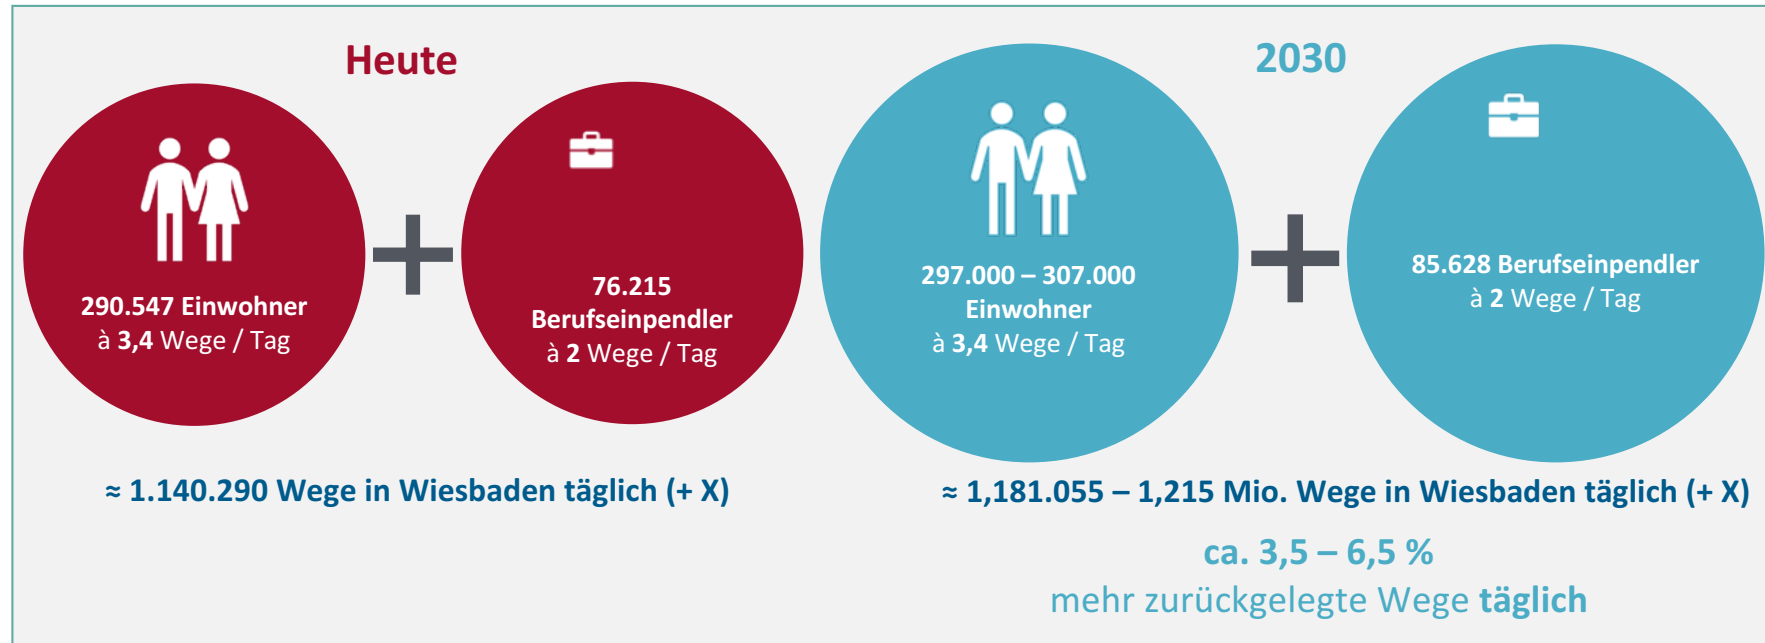 Heute
290.547 Einwohner
à 3,4 Wege / Tag
76.215
Berufseinpendler
à 2 Wege / Tag
≈ 1.140.290 Wege in Wiesbaden täglich (+ X)
2030
297.000 – 307.000
Einwohner
à 3,4 Wege / Tag
85.628 Berufseinpendler
à 2 Wege / Tag
≈ 1,181.055 – 1,215 Mio. Wege in Wiesbaden täglich (+ X)
ca. 3,5 – 6,5 %
mehr zurückgelegte Wege täglich